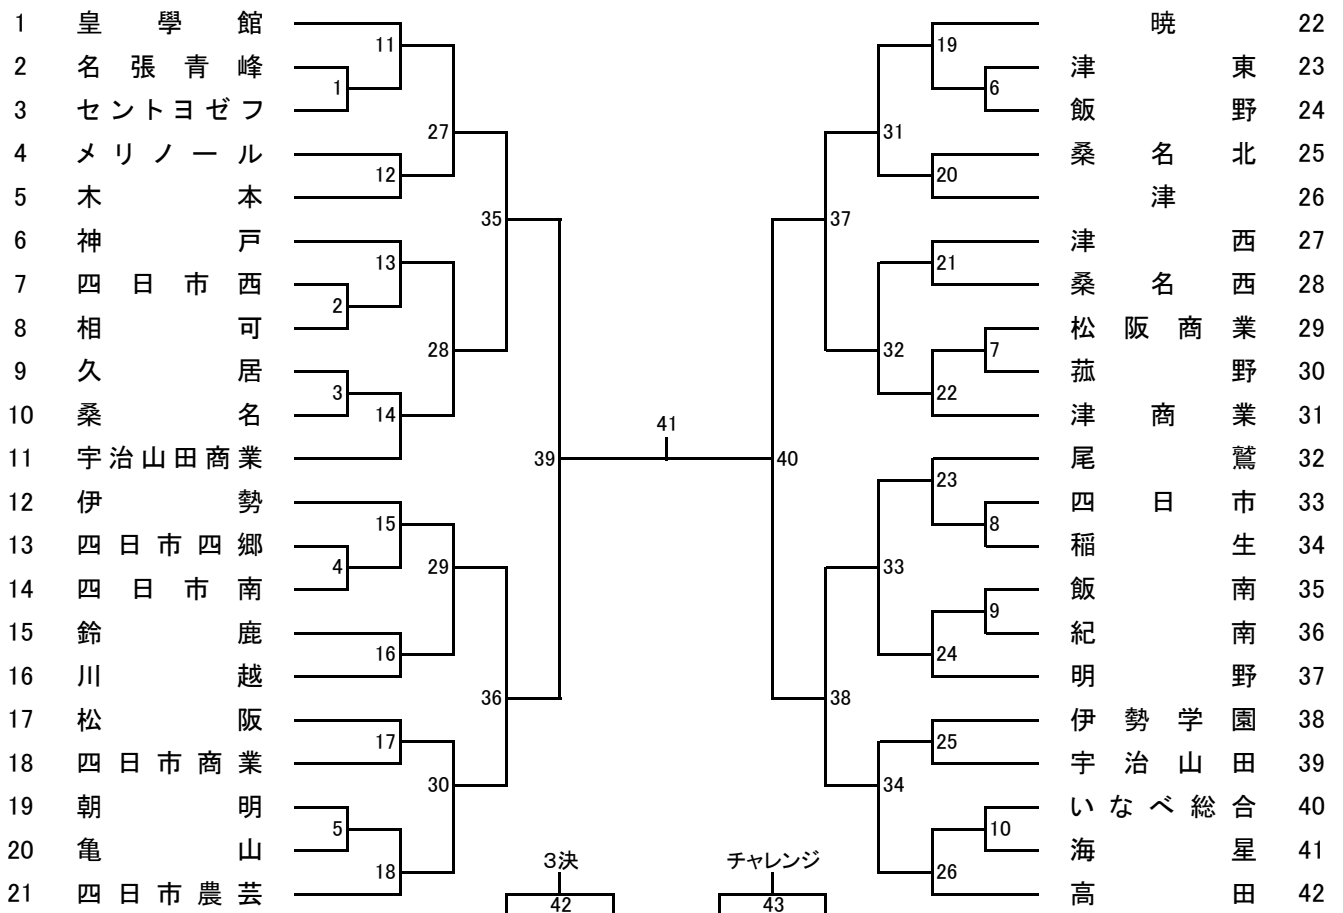 1 皇學館
11
2 名張青峰
1
3 セントヨゼフ
27
4 メリノール
12
5 木本
35
6 神戸
13
7 四日市西
2
8 相可
28
9 久居
3
10 桑名
14
11 宇治山田商業
39
12 伊勢
15
13 四日市四郷
4
14 四日市南
29
15 鈴鹿
16
16 川越
36
17 松阪
17
18 四日市商業
30
19 朝明
5
20 亀山
18
21 四日市農芸
41
3決
42
チャレンジ
43
暁 22
19
津東 23
6
飯野 24
31
桑名北 25
20
津 26
37
津西 27
21
桑名西 28
松阪商業 29
7
32
菰野 30
22
津商業 31
40
尾鷲 32
23
四日市 33
8
稲生 34
33
飯南 35
9
紀南 36
24
明野 37
38
伊勢学園 38
25
宇治山田 39
34
いなべ総合 40
10
海星 41
26
高田 42